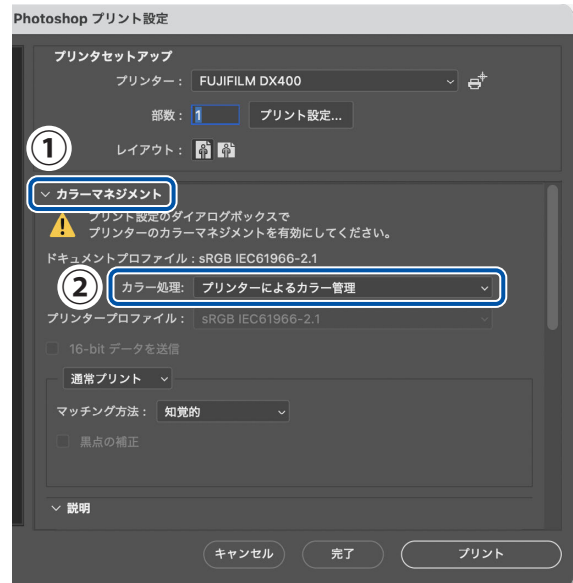 Photoshop プリント設定
プリンタセットアップ
プリンター： FUJIFILM DX400
部数： 1 プリント設定...
① レイアウト：
カラーマネジメント
プリント設定のダイアログボックスで
プリンターのカラーマネジメントを有効にしてください。
ドキュメントプロファイル：sRGB IEC61966-2.1
② カラー処理: プリンターによるカラー管理
プリンタープロファイル： sRGB IEC61966-2.1
16-bit データを送信
通常プリント
マッチング方法： 知覚的
黒点の補正
説明
キャンセル 完了 プリント